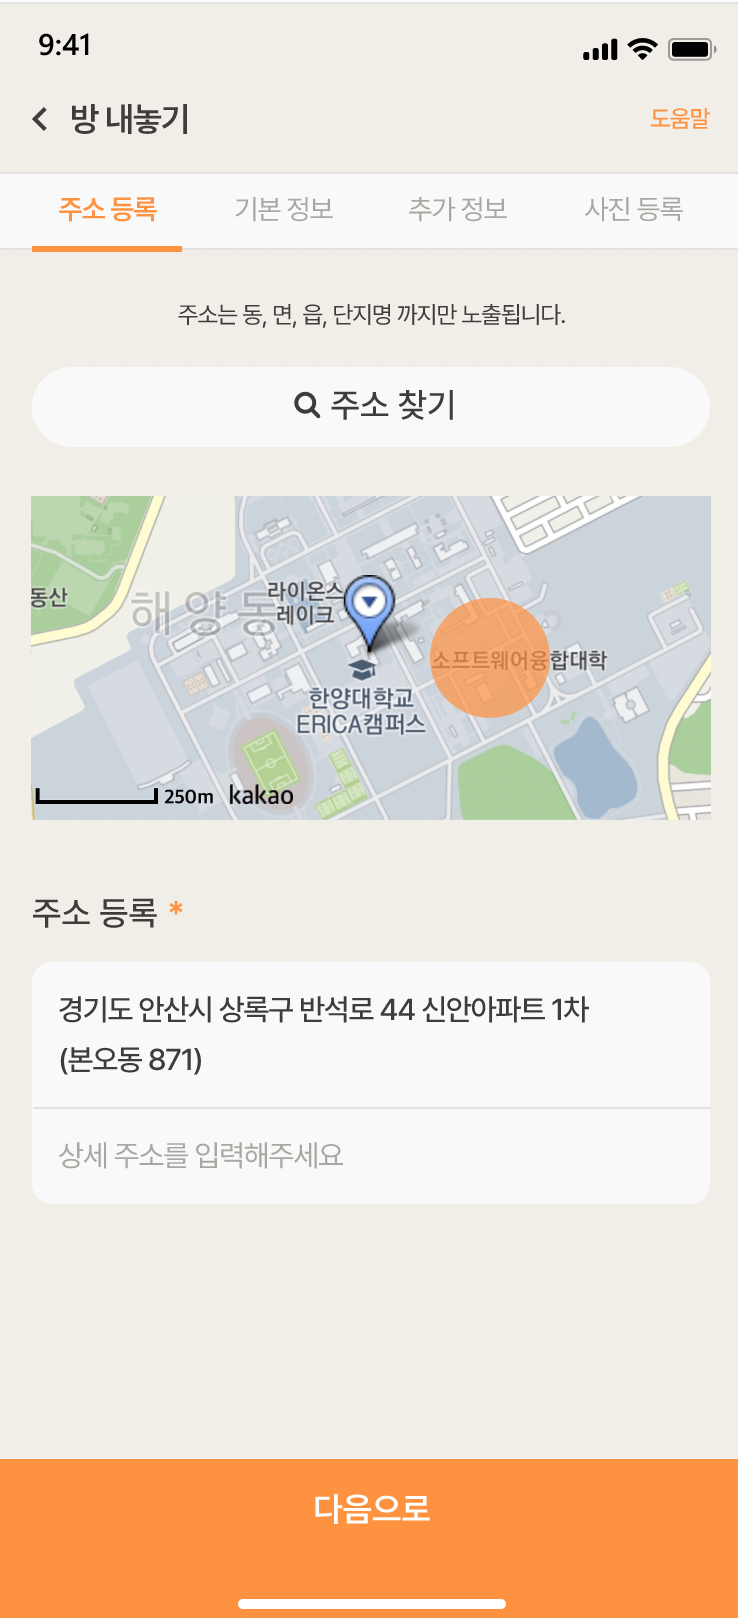 9:41
방 내놓기
도움말
주소 등록
기본 정보
추가 정보
사진 등록
주소는 동, 면, 읍, 단지명 까지만 노출됩니다.
주소 찾기
동산
해양동
라이온스
레이크
소프트웨어융합대학
한양대학교
ERICA캠퍼스
250m
kakao
주소 등록 *
경기도 안산시 상록구 반석로 44 신안아파트 1차
(본오동 871)
상세 주소를 입력해주세요
다음으로